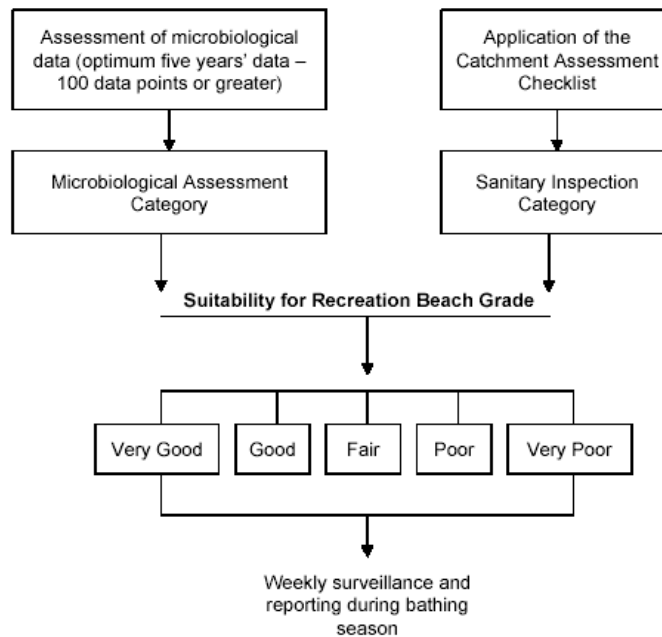 Assessment of microbiological
data (optimum five years' data –
100 data points or greater)
Application of the
Catchment Assessment
Checklist
Microbiological Assessment
Category
Sanitary Inspection
Category
Suitability for Recreation Beach Grade
Very Good
Good
Fair
Poor
Very Poor
Weekly surveillance and
reporting during bathing
season